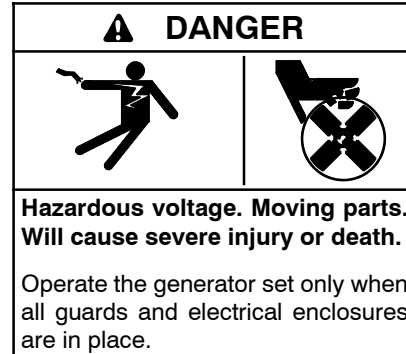 DANGER
Hazardous voltage. Moving parts.
Will cause severe injury or death.
Operate the generator set only when
all guards and electrical enclosures
are in place.